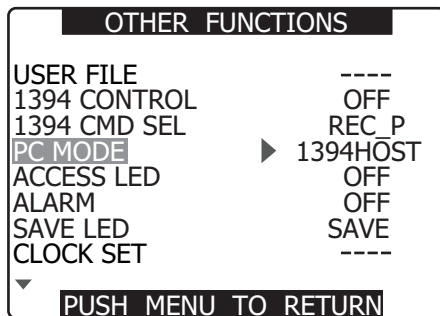 OTHER FUNCTIONS
USER FILE ----
1394 CONTROL OFF
1394 CMD SEL REC_P
PC MODE 1394HOST
ACCESS LED OFF
ALARM OFF
SAVE LED SAVE
CLOCK SET ----
PUSH MENU TO RETURN